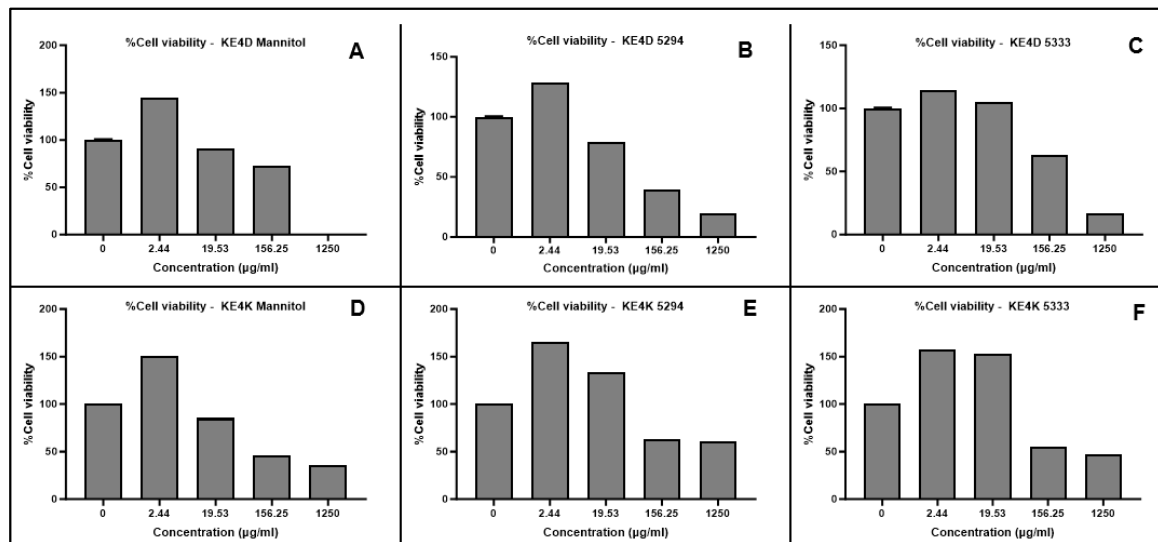 %Cell viability - KE4D Mannitol
A
200
150
100
50
0
%Cell viability
0 2.44 19.53 156.25 1250
Concentration (µg/ml)
%Cell viability - KE4D 5294
B
150
100
50
0
%Cell viability
0 2.44 19.53 156.25 1250
Concentration (µg/ml)
%Cell viability - KE4D 5333
C
150
100
50
0
%Cell viability
0 2.44 19.53 156.25 1250
Concentration (µg/ml)
%Cell viability - KE4K Mannitol
D
200
150
100
50
0
%Cell viability
0 2.44 19.53 156.25 1250
Concentration (µg/ml)
%Cell viability - KE4K 5294
E
200
150
100
50
0
%Cell viability
0 2.44 19.53 156.25 1250
Concentration (µg/ml)
%Cell viability - KE4K 5333
F
200
150
100
50
0
%Cell viability
0 2.44 19.53 156.25 1250
Concentration (µg/ml)